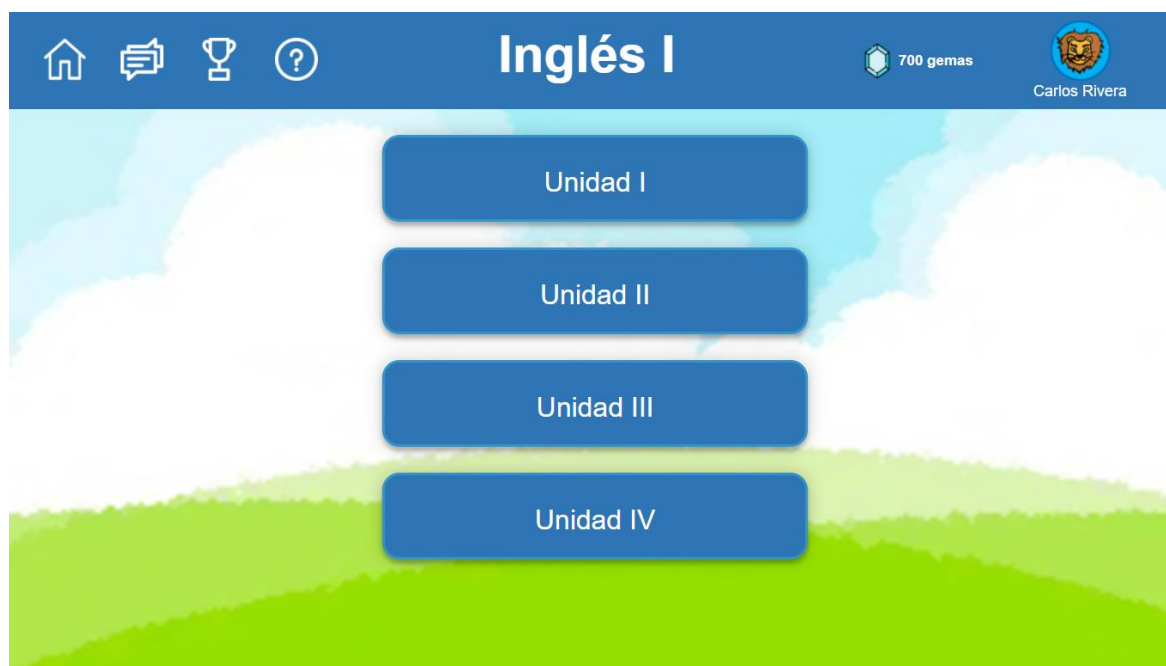 Inglés I
700 gemas
Carlos Rivera
Unidad I
Unidad II
Unidad III
Unidad IV